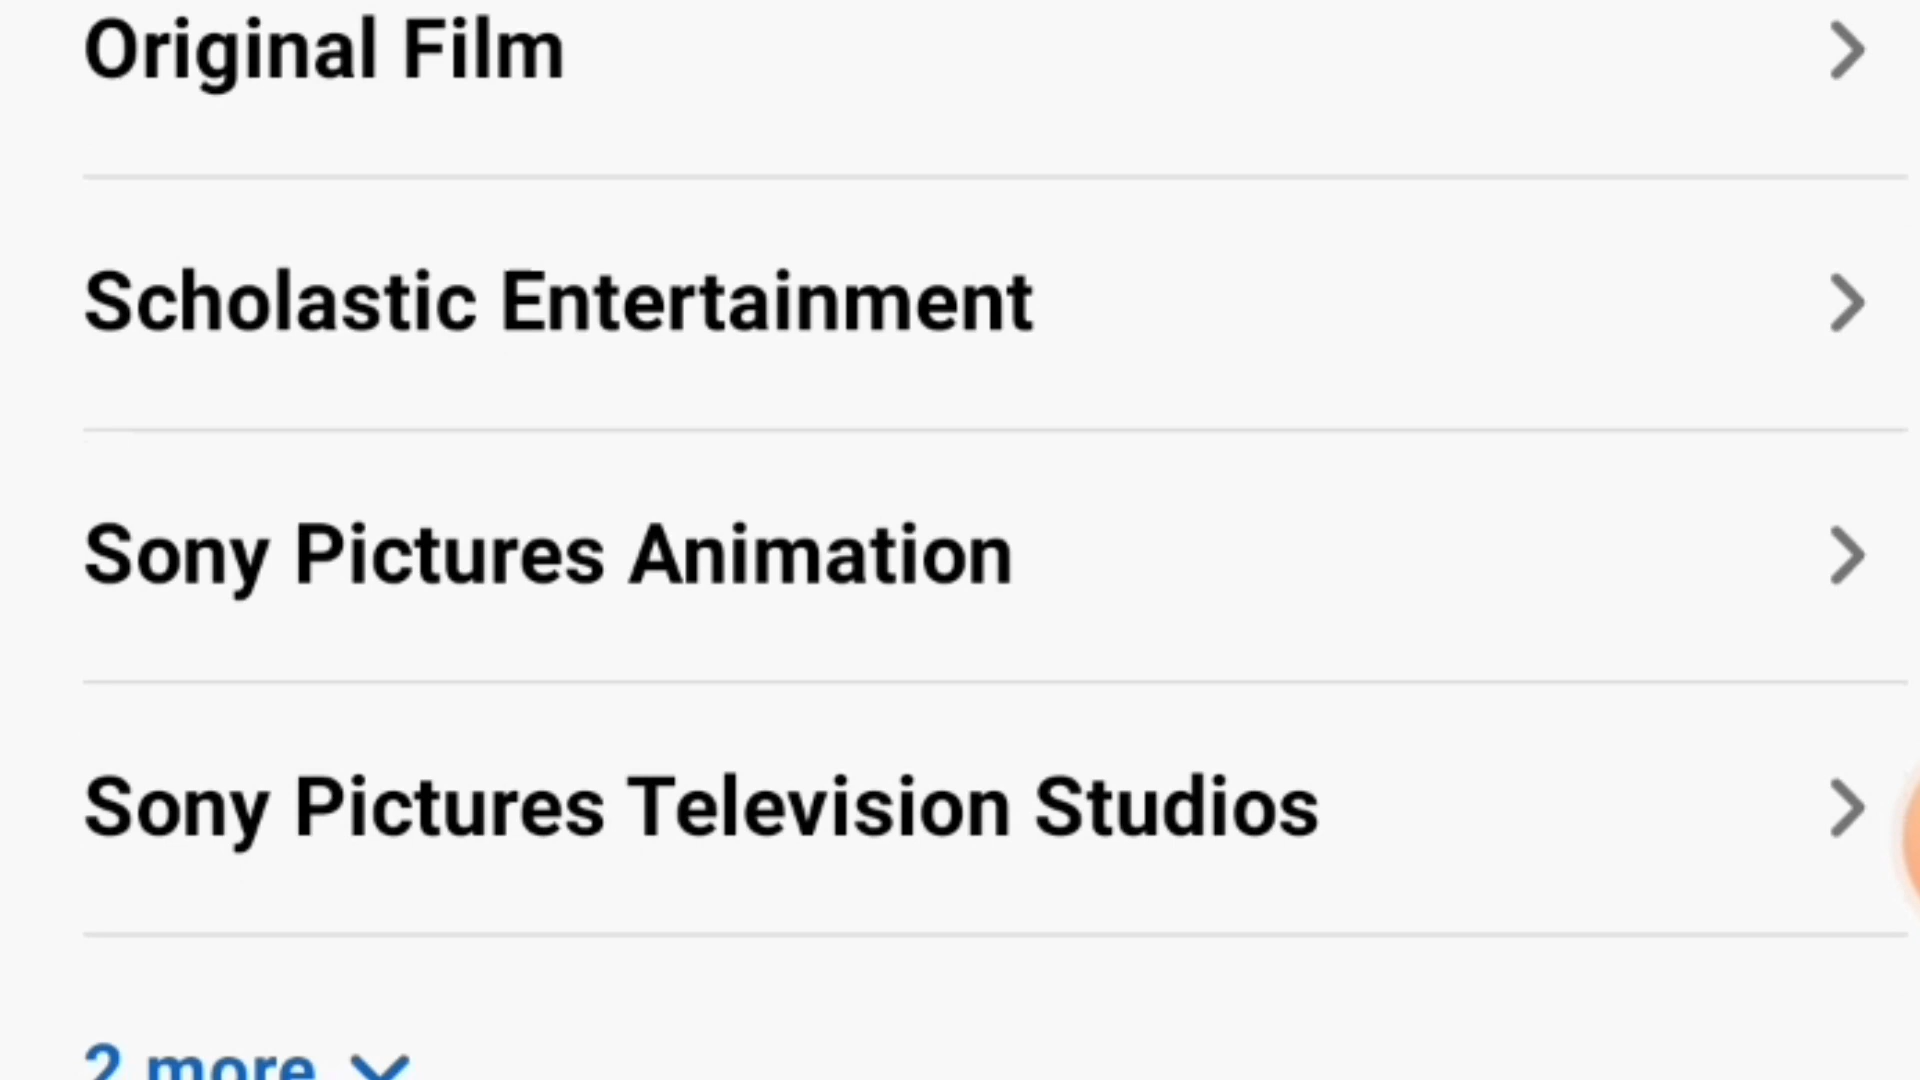 Original Film
Scholastic Entertainment
Sony Pictures Animation
Sony Pictures Television Studios
2 more